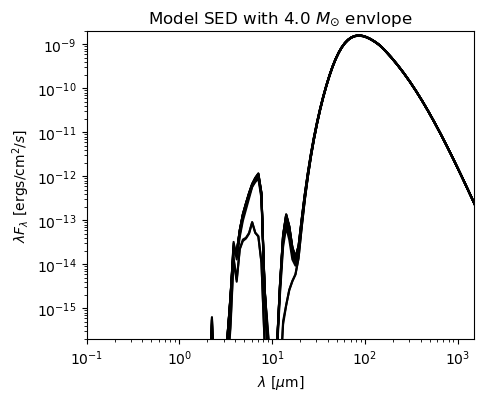 Model SED with 4.0 M⊙ envlope
λFλ [ergs/cm²/s]
10⁻⁹
10⁻¹⁰
10⁻¹¹
10⁻¹²
10⁻¹³
10⁻¹⁴
10⁻¹⁵
10⁻¹ 10⁰ 10¹ 10² 10³
λ [μm]